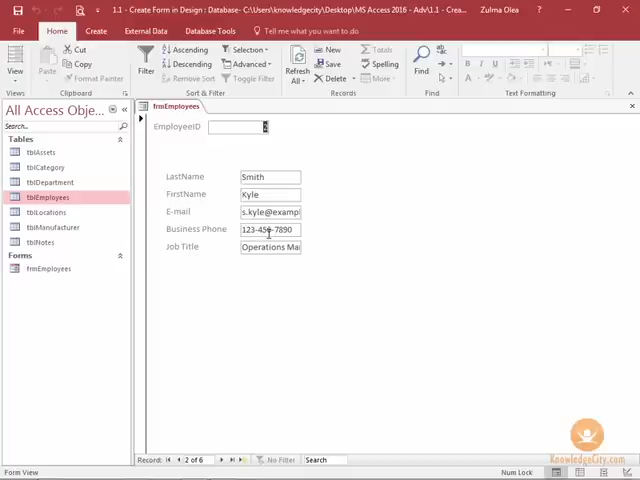 1.1 - Create Form in Design : Database- C:\Users\knowledgecity\Desktop\MS Access 2016 - Adv\1.1 - Crea...
Zulma Olea
File
Home
Create
External Data
Database Tools
Tell me what you want to do
View
Views
Paste
Cut
Copy
Format Painter
Clipboard
Filter
Ascending
Descending
Remove Sort
Selection
Advanced
Toggle Filter
Sort & Filter
Refresh
All
New
Save
Delete
Totals
Spelling
Records
Find
Find
B I U
A
Text Formatting
All Access Obje...
Search...
Tables
tblAssets
tblCategory
tblDepartment
tblEmployees
tblLocations
tblManufacturer
tblNotes
Forms
frmEmployees
frmEmployees
EmployeeID 2
LastName Smith
FirstName Kyle
E-mail s.kyle@exampl
Business Phone 123-456-7890
Job Title Operations Mai
Record: 2 of 6 No Filter Search
KnowledgeCity.com
Form View
Num Lock